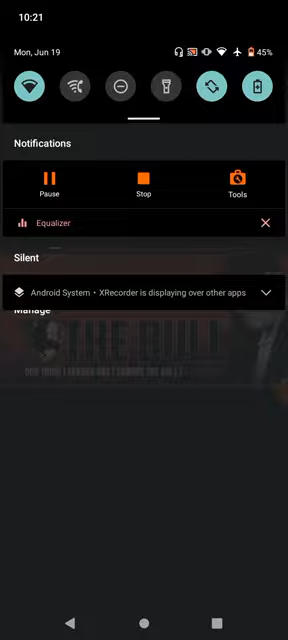 10:21
Mon, Jun 19
45%
Notifications
Pause
Stop
Tools
Equalizer
Silent
Android System • XRecorder is displaying over other apps
Manage